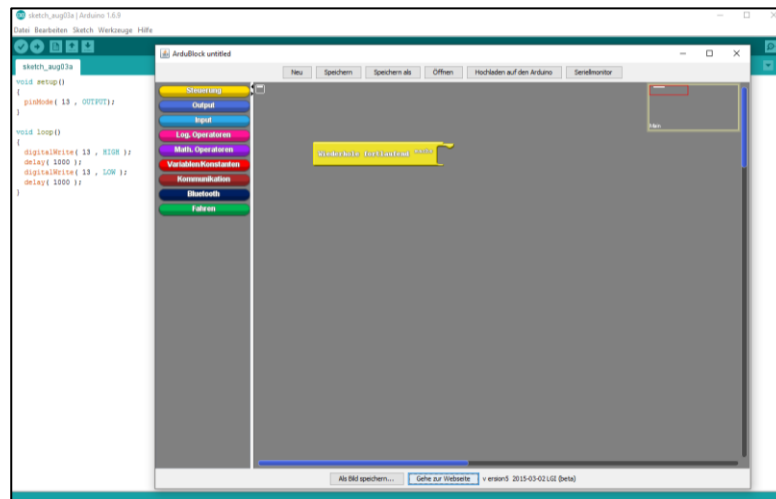 sketch_aug03a | Arduino 1.6.9
Datei Bearbeiten Sketch Werkzeuge Hilfe
sketch_aug03a
void setup()
{
pinMode( 13 , OUTPUT);
}
void loop()
{
digitalWrite( 13 , HIGH );
delay( 1000 );
digitalWrite( 13 , LOW );
delay( 1000 );
}
ArduBlock untitled
Neu Speichern Speichern als Öffnen Hochladen auf den Arduino Seriellmonitor
Steuerung
Output
Input
Log. Operatoren
Math. Operatoren
Variablen/Konstanten
Kommunikation
Bluetooth
Fahren
Wiederhole fortlaufend
Main
Als Bild speichern... Gehe zur Webseite v ersion5 2015-03-02 LGI (beta)